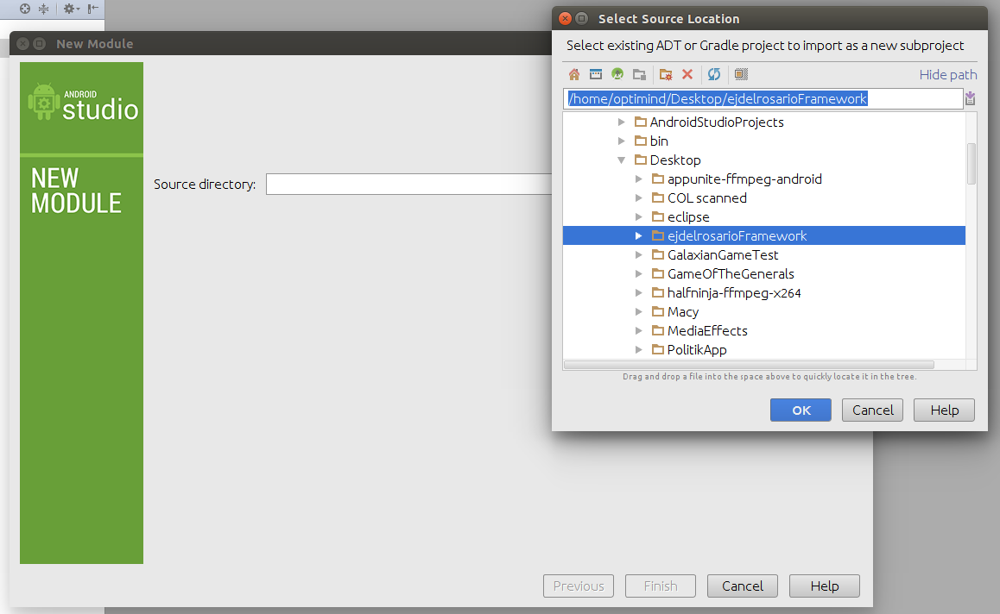 New Module
ANDROID
studio
NEW
MODULE
Source directory:
Previous
Finish
Cancel
Help
Select Source Location
Select existing ADT or Gradle project to import as a new subproject
Hide path
/home/optimind/Desktop/ejdelrosarioFramework
AndroidStudioProjects
bin
Desktop
appunite-ffmpeg-android
COL scanned
eclipse
ejdelrosarioFramework
GalaxianGameTest
GameOfTheGenerals
halfninja-ffmpeg-x264
Macy
MediaEffects
PolitikApp
Drag and drop a file into the space above to quickly locate it in the tree.
OK
Cancel
Help